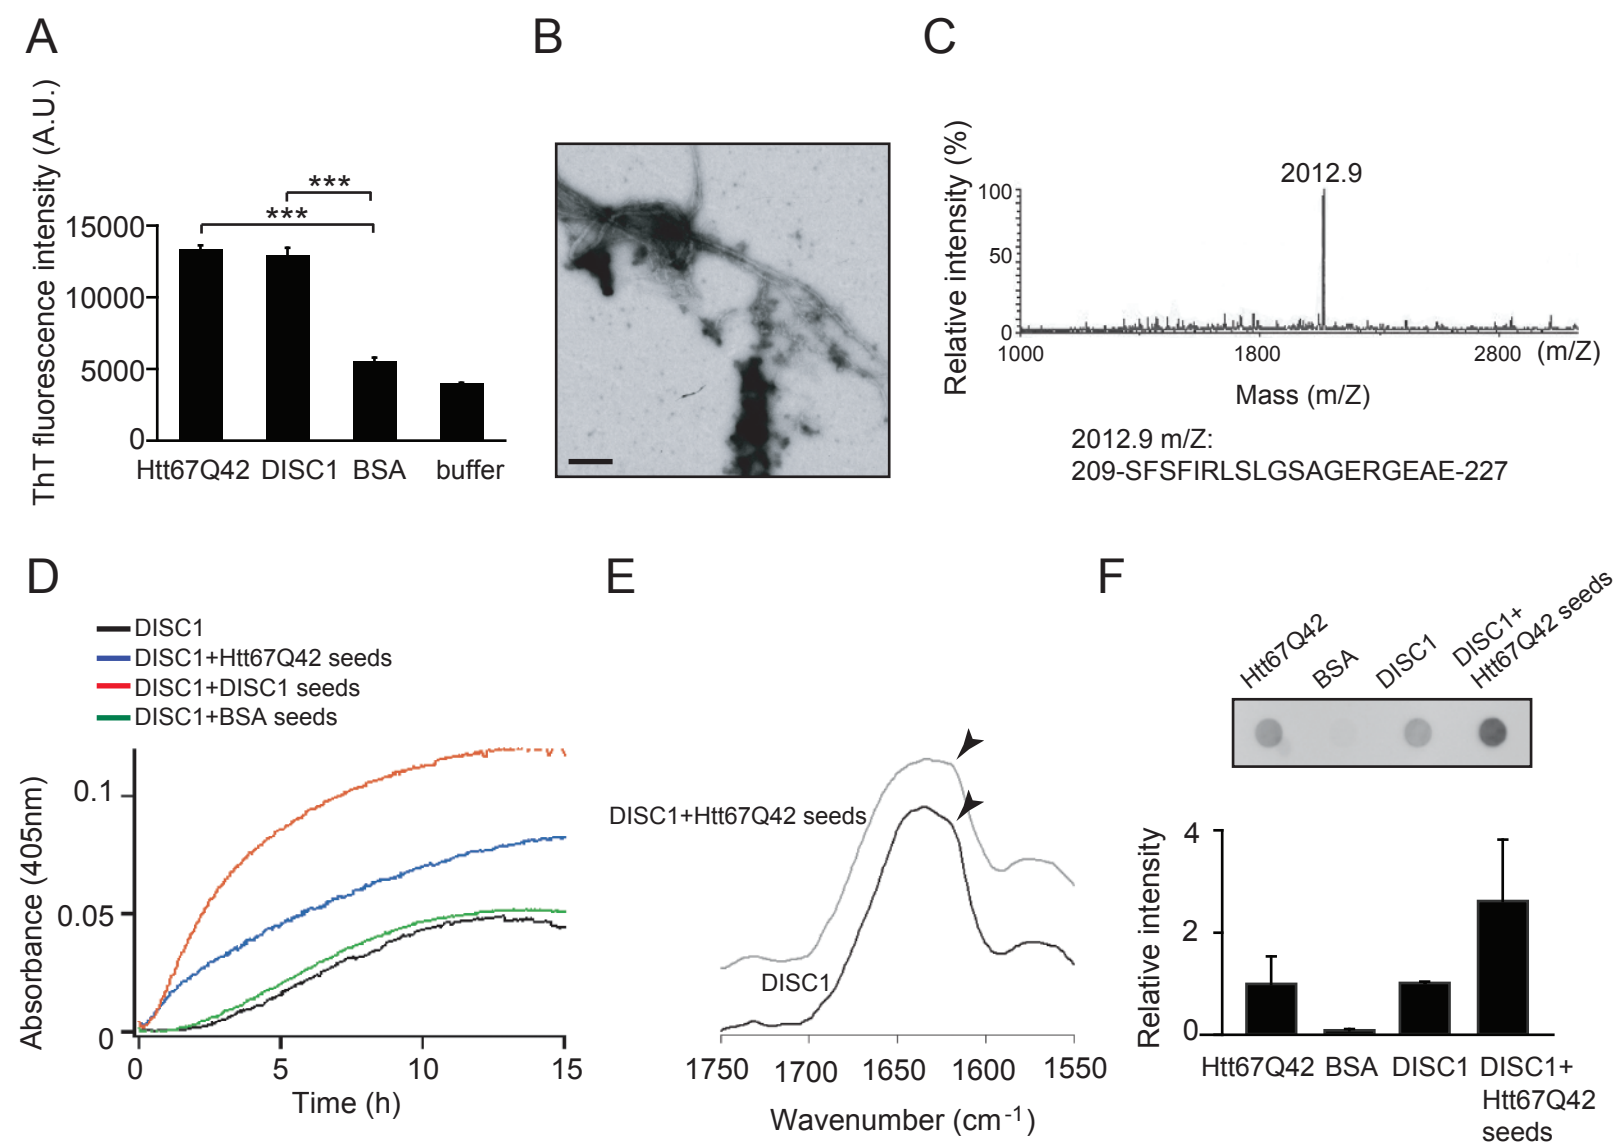 A
ThT fluorescence intensity (A.U.)
***
***
15000
10000
5000
0
Htt67Q42 DISC1 BSA buffer
B
C
Relative intensity (%)
2012.9
100
50
0
1000 1800 2800 (m/Z)
Mass (m/Z)
2012.9 m/Z:
209-SFSFIRLSLGSAGERGEAE-227
D
DISC1
DISC1+Htt67Q42 seeds
DISC1+DISC1 seeds
DISC1+BSA seeds
Absorbance (405nm)
0.1
0.05
0
0 5 10 15
Time (h)
E
DISC1+Htt67Q42 seeds
DISC1
1750 1700 1650 1600 1550
Wavenumber (cm-1)
F
Htt67Q42
BSA
DISC1
DISC1+
Htt67Q42 seeds
Relative intensity
4
2
0
Htt67Q42 BSA DISC1 DISC1+
Htt67Q42
seeds